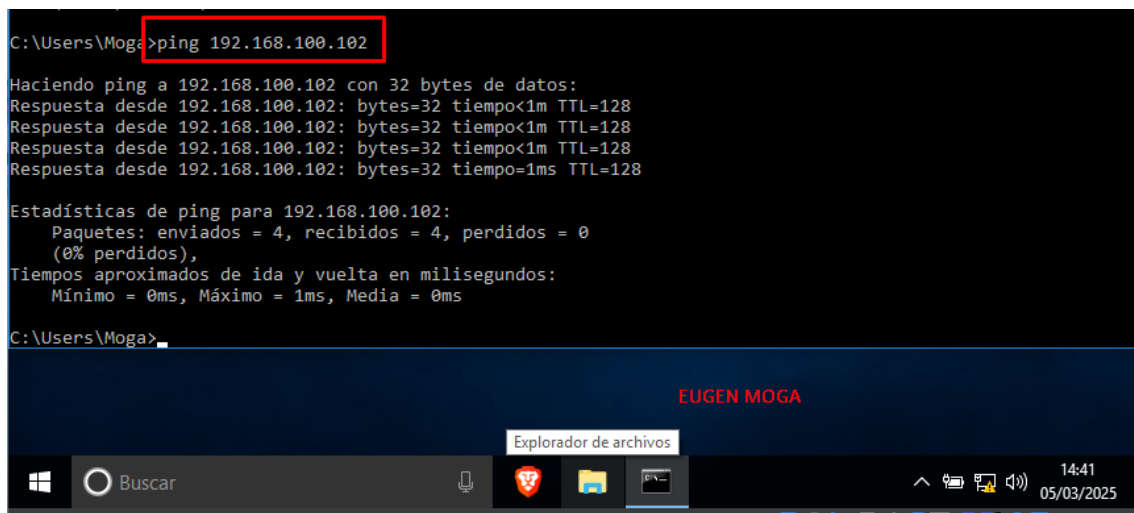 C:\Users\Moga>ping 192.168.100.102
Haciendo ping a 192.168.100.102 con 32 bytes de datos:
Respuesta desde 192.168.100.102: bytes=32 tiempo<1m TTL=128
Respuesta desde 192.168.100.102: bytes=32 tiempo<1m TTL=128
Respuesta desde 192.168.100.102: bytes=32 tiempo<1m TTL=128
Respuesta desde 192.168.100.102: bytes=32 tiempo=1ms TTL=128
Estadísticas de ping para 192.168.100.102:
Paquetes: enviados = 4, recibidos = 4, perdidos = 0
(0% perdidos),
Tiempos aproximados de ida y vuelta en milisegundos:
Mínimo = 0ms, Máximo = 1ms, Media = 0ms
C:\Users\Moga>
EUGEN MOGA
Explorador de archivos
Buscar
14:41
05/03/2025